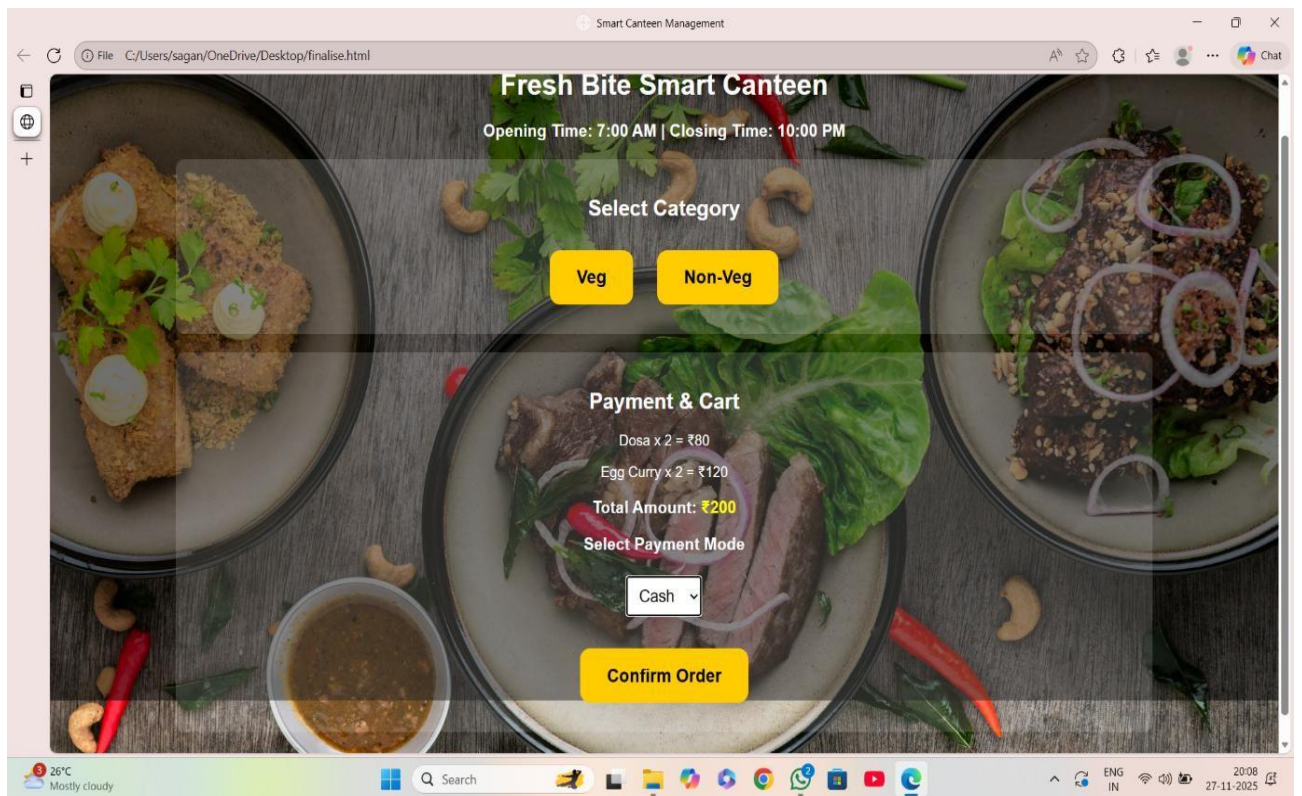 Smart Canteen Management
File C:/Users/sagan/OneDrive/Desktop/finalise.html
Chat
Fresh Bite Smart Canteen
Opening Time: 7:00 AM | Closing Time: 10:00 PM
Select Category
Veg Non-Veg
Payment & Cart
Dosa x 2 = ₹80
Egg Curry x 2 = ₹120
Total Amount: ₹200
Select Payment Mode
Cash
Confirm Order
3 26°C
Mostly cloudy
Search
2
ENG
IN
20:08
27-11-2025